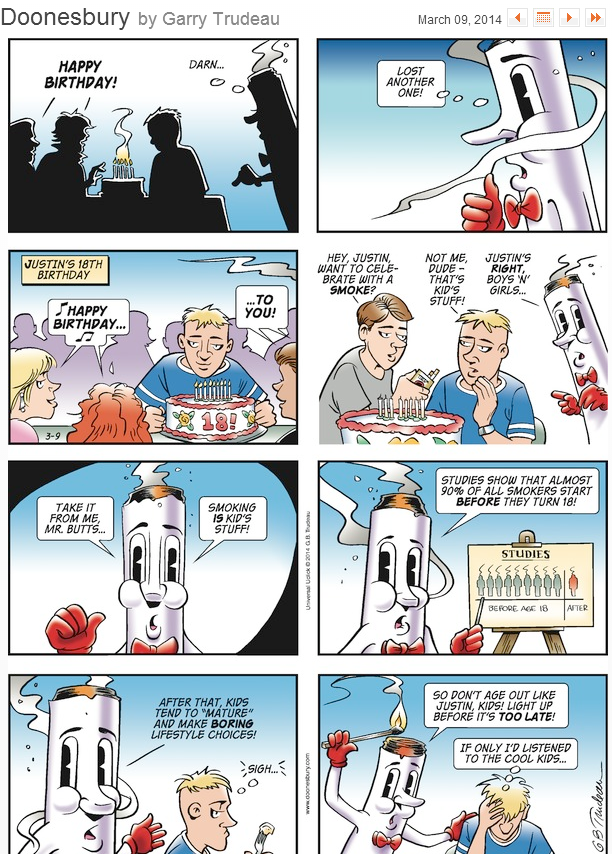 Doonesbury by Garry Trudeau
March 09, 2014
HAPPY
BIRTHDAY!
DARN...
LOST
ANOTHER
ONE!
JUSTIN'S 18TH
BIRTHDAY
♫HAPPY
BIRTHDAY...
♫
...TO
YOU!
3-9
HEY, JUSTIN,
WANT TO CELE-
BRATE WITH A
SMOKE?
NOT ME,
DUDE –
THAT'S
KID'S
STUFF!
JUSTIN'S
RIGHT,
BOYS 'N'
GIRLS...
18!
TAKE IT
FROM ME,
MR. BUTTS...
SMOKING
IS KID'S
STUFF!
Universal Uclick © 2014 G.B. Trudeau
STUDIES SHOW THAT ALMOST
90% OF ALL SMOKERS START
BEFORE THEY TURN 18!
STUDIES
BEFORE AGE 18
AFTER
AFTER THAT, KIDS
TEND TO "MATURE"
AND MAKE BORING
LIFESTYLE CHOICES!
SIGH...
www.doonesbury.com
SO DON'T AGE OUT LIKE
JUSTIN, KIDS! LIGHT UP
BEFORE IT'S TOO LATE!
IF ONLY I'D LISTENED
TO THE COOL KIDS...
GB Trudeau